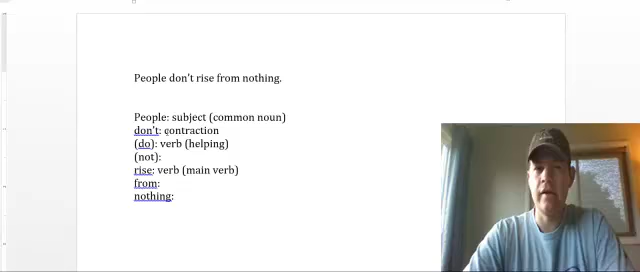 People don't rise from nothing.
People: subject (common noun)
don't: contraction
(do): verb (helping)
(not):
rise: verb (main verb)
from:
nothing: